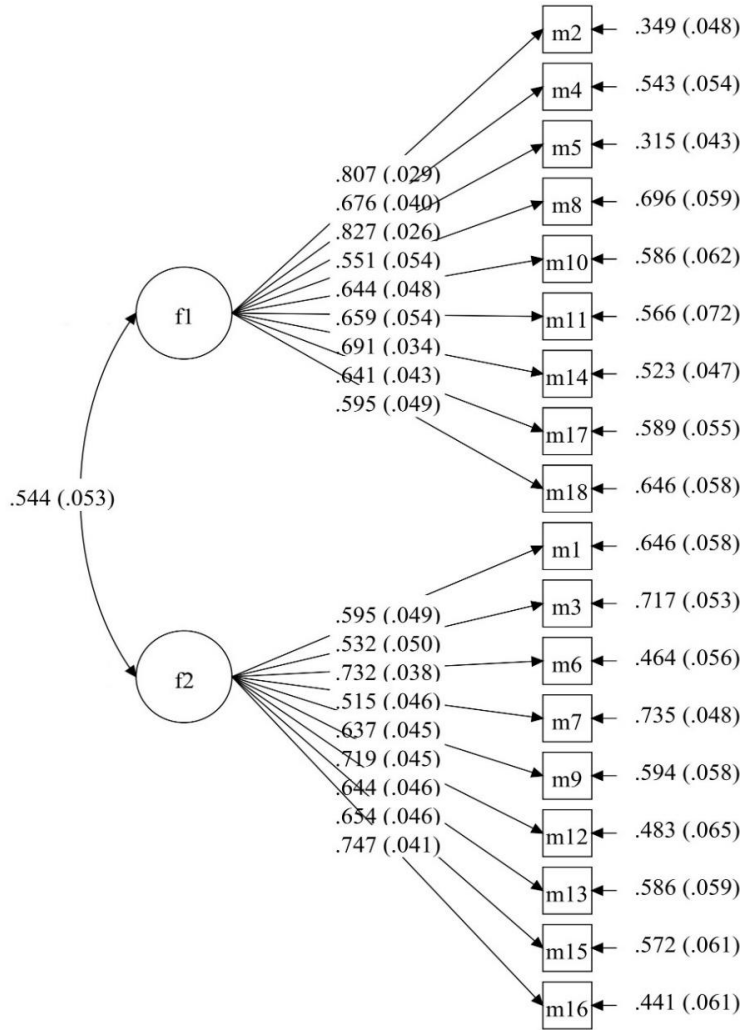 m2 .349 (.048)
m4 .543 (.054)
m5 .315 (.043)
.807 (.029)
.676 (.040)
m8 .696 (.059)
.827 (.026)
.551 (.054)
m10 .586 (.062)
.644 (.048)
f1
.659 (.054)
m11 .566 (.072)
.691 (.034)
.641 (.043)
m14 .523 (.047)
.595 (.049)
m17 .589 (.055)
m18 .646 (.058)
.544 (.053)
m1 .646 (.058)
.595 (.049)
m3 .717 (.053)
.532 (.050)
.732 (.038)
m6 .464 (.056)
f2
.515 (.046)
m7 .735 (.048)
.637 (.045)
.719 (.045)
m9 .594 (.058)
.644 (.046)
.654 (.046)
m12 .483 (.065)
.747 (.041)
m13 .586 (.059)
m15 .572 (.061)
m16 .441 (.061)